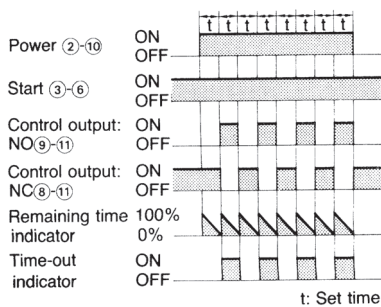 t t t t t t t t
Power ②-⑩ ON
OFF
Start ③-⑥ ON
OFF
Control output: ON
NO⑨-⑪ OFF
Control output: ON
NC⑧-⑪ OFF
Remaining time 100%
indicator 0%
Time-out ON
indicator OFF
t: Set time